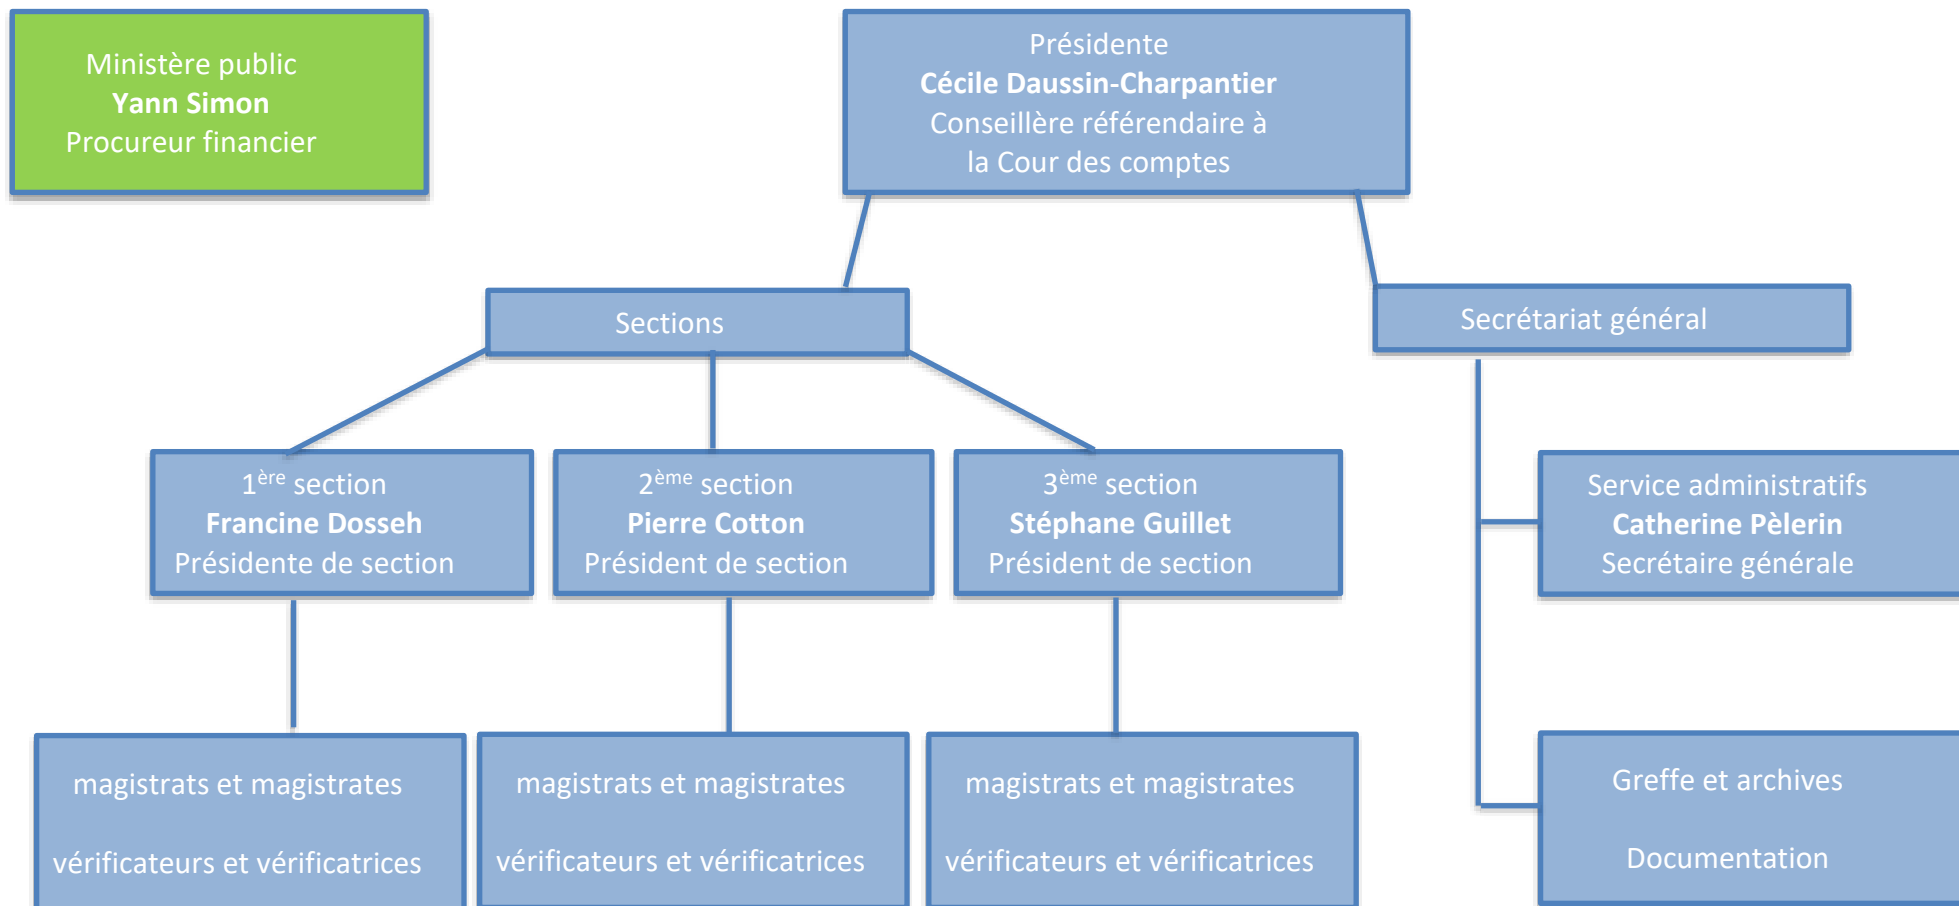 Ministère public
Yann Simon
Procureur financier
Présidente
Cécile Daussin-Charpantier
Conseillère référendaire à
la Cour des comptes
Sections
Secrétariat général
1ère section
Francine Dosseh
Présidente de section
2ème section
Pierre Cotton
Président de section
3ème section
Stéphane Guillet
Président de section
Service administratifs
Catherine Pèlerin
Secrétaire générale
magistrats et magistrates
vérificateurs et vérificatrices
magistrats et magistrates
vérificateurs et vérificatrices
magistrats et magistrates
vérificateurs et vérificatrices
Greffe et archives
Documentation